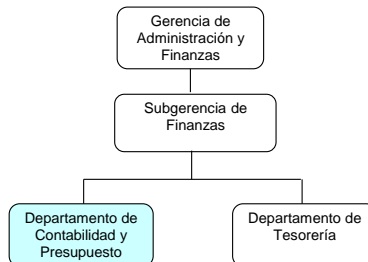 Gerencia de
Administración y
Finanzas
Subgerencia de
Finanzas
Departamento de
Contabilidad y
Presupuesto
Departamento de
Tesorería